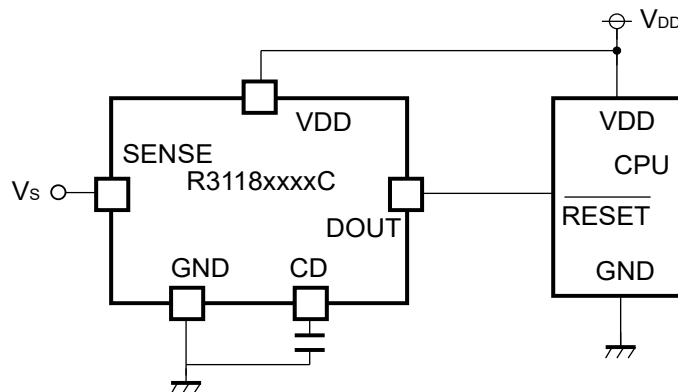 VDD
VDD
VDD
SENSE
CPU
R3118xxxxC
VS
RESET
DOUT
GND
CD
GND